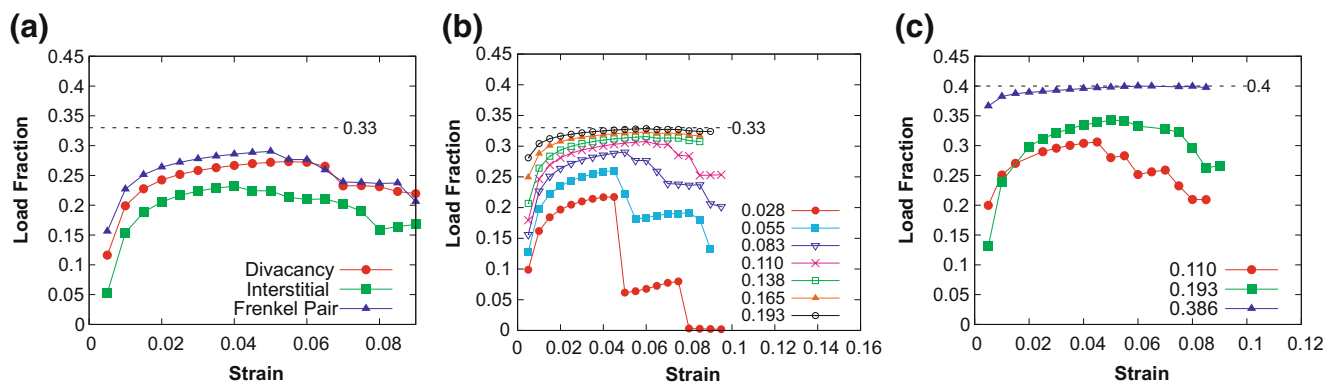 (a)
0.45
0.4
0.35
0.3
0.25
0.2
0.15
0.1
0.05
0
Load Fraction
0.33
Divacancy
Interstitial
Frenkel Pair
0 0.02 0.04 0.06 0.08
Strain
(b)
0.45
0.4
0.35
0.3
0.25
0.2
0.15
0.1
0.05
0
Load Fraction
0.33
0.028
0.055
0.083
0.110
0.138
0.165
0.193
0 0.02 0.04 0.06 0.08 0.1 0.12 0.14 0.16
Strain
(c)
0.45
0.4
0.35
0.3
0.25
0.2
0.15
0.1
0.05
0
Load Fraction
0.4
0.110
0.193
0.386
0 0.02 0.04 0.06 0.08 0.1 0.12
Strain